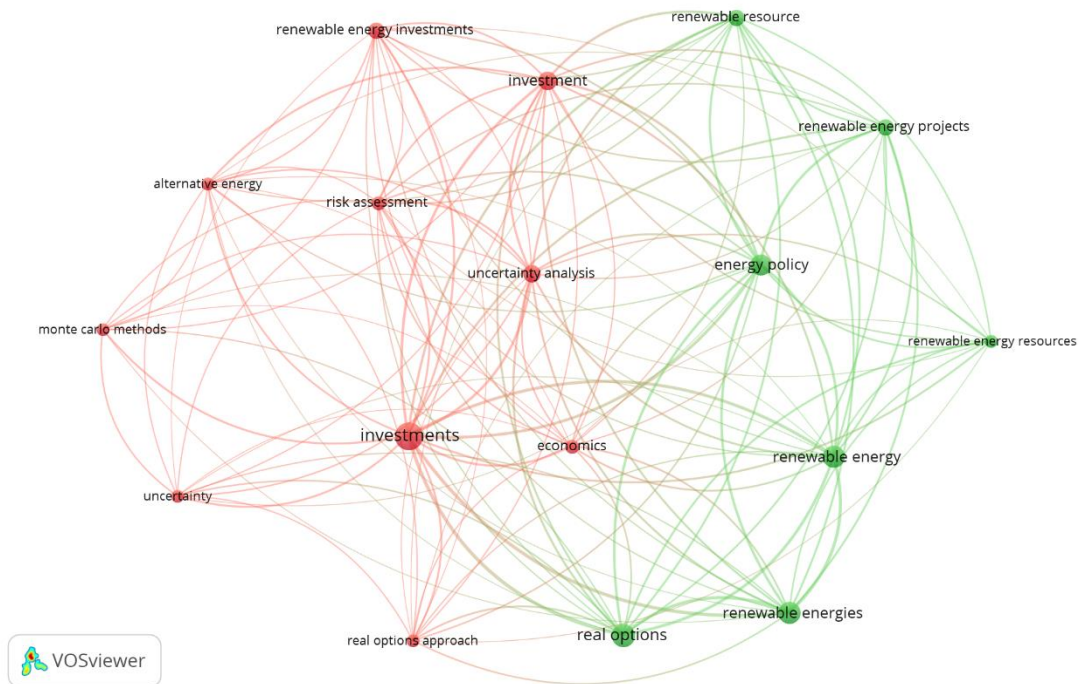 renewable resource
renewable energy investments
investment
renewable energy projects
alternative energy
risk assessment
energy policy
uncertainty analysis
monte carlo methods
renewable energy resources
investments
economics
renewable energy
uncertainty
renewable energies
real options
real options approach
VOSviewer